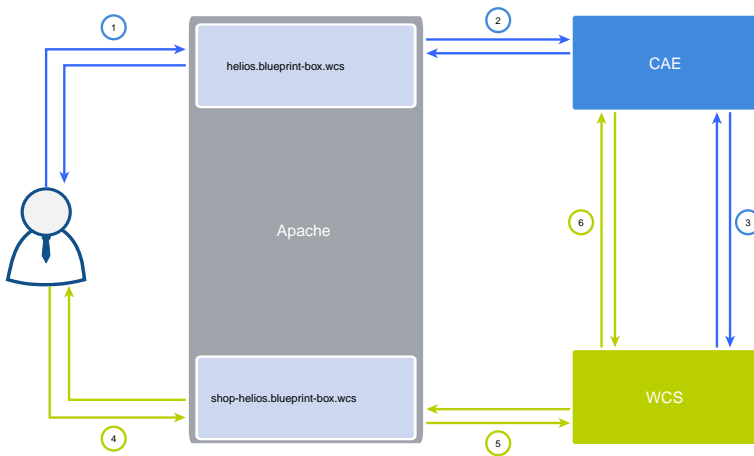 1
2
helios.blueprint-box.wcs
CAE
6
3
Apache
shop-helios.blueprint-box.wcs
WCS
4
5